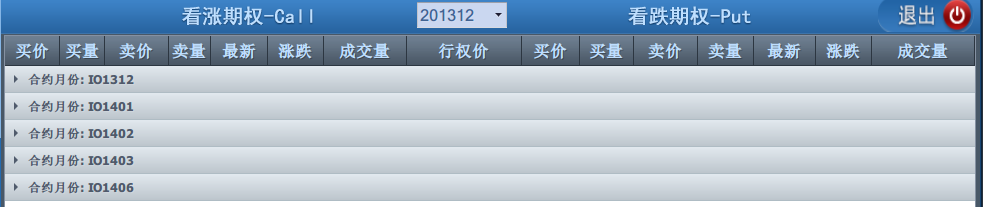 看涨期权-Call 201312 看跌期权-Put 退出
买价 买量 卖价 卖量 最新 涨跌 成交量 行权价 买价 买量 卖价 卖量 最新 涨跌 成交量
合约月份: IO1312
合约月份: IO1401
合约月份: IO1402
合约月份: IO1403
合约月份: IO1406